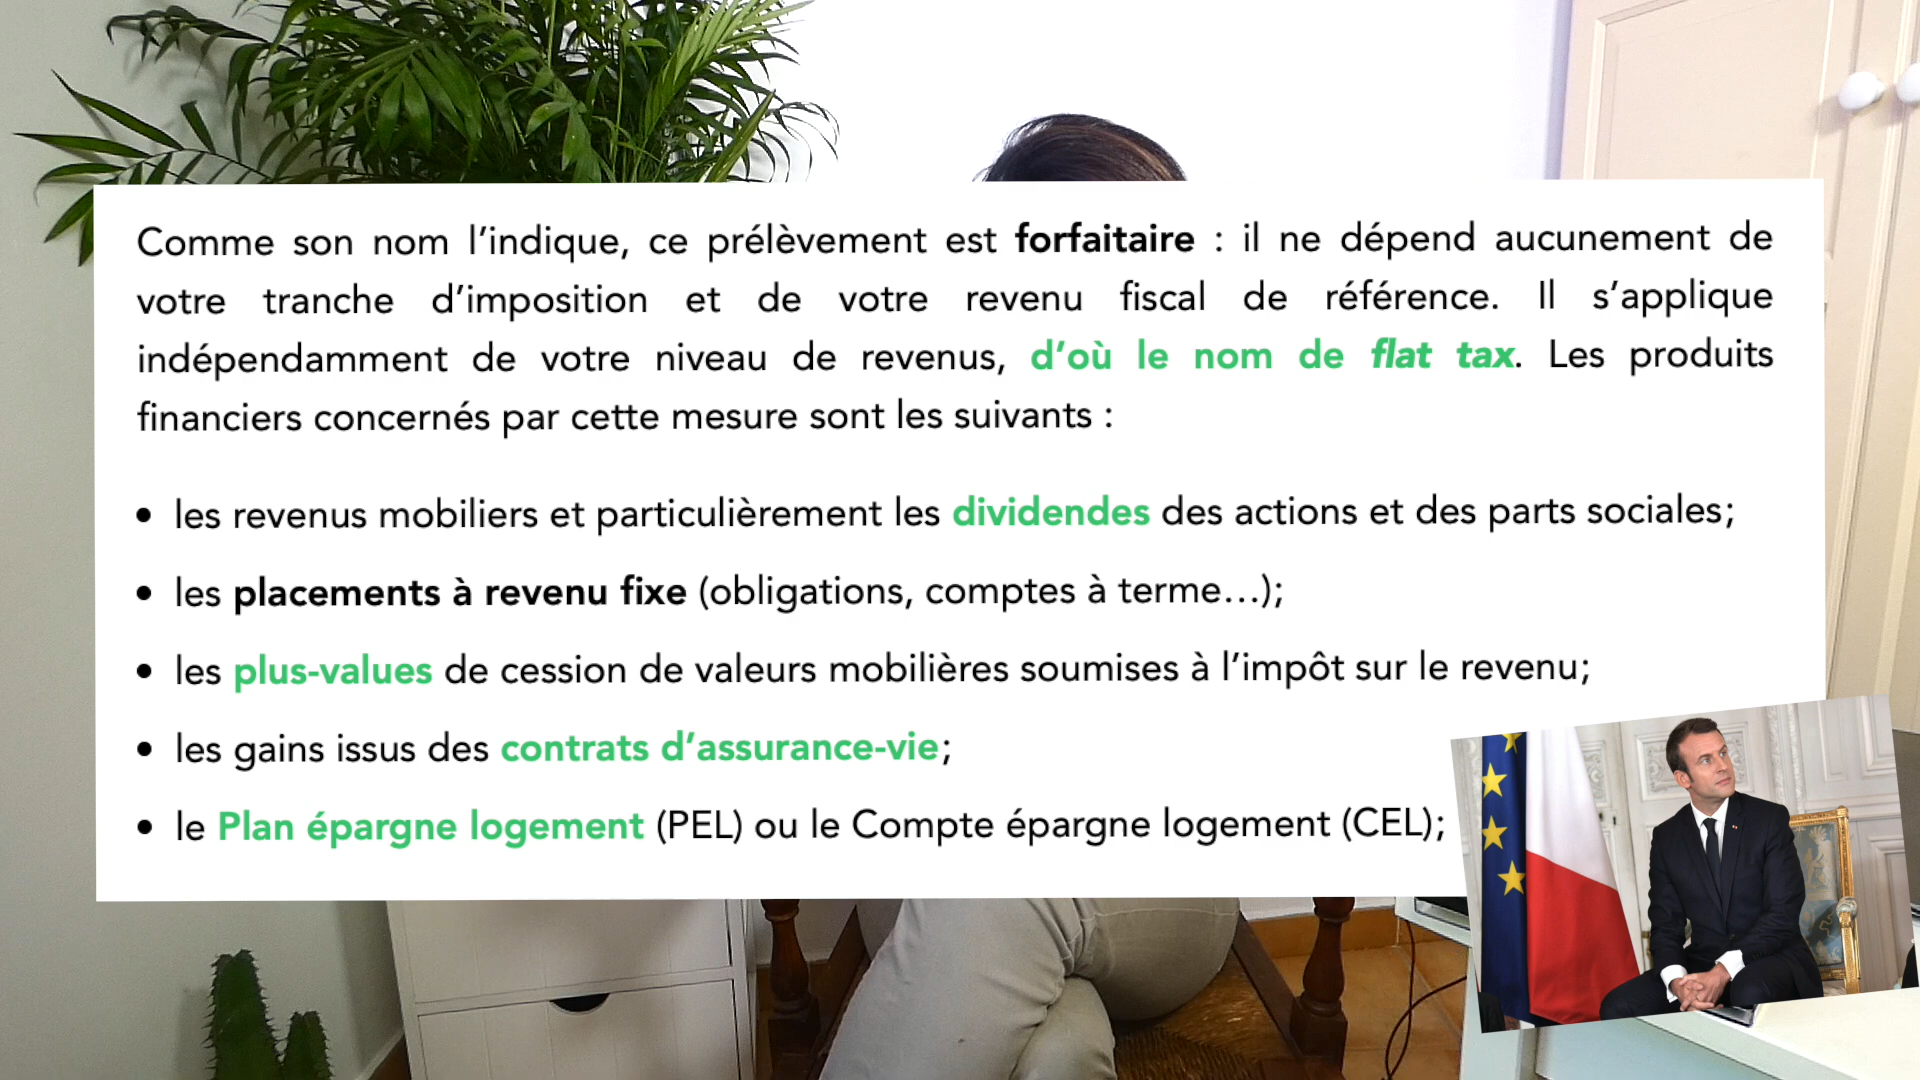 Comme son nom l’indique, ce prélèvement est forfaitaire : il ne dépend aucunement de
votre tranche d’imposition et de votre revenu fiscal de référence. Il s’applique
indépendamment de votre niveau de revenus, d’où le nom de flat tax. Les produits
financiers concernés par cette mesure sont les suivants :
• les revenus mobiliers et particulièrement les dividendes des actions et des parts sociales;
• les placements à revenu fixe (obligations, comptes à terme…);
• les plus-values de cession de valeurs mobilières soumises à l’impôt sur le revenu;
• les gains issus des contrats d’assurance-vie;
• le Plan épargne logement (PEL) ou le Compte épargne logement (CEL);